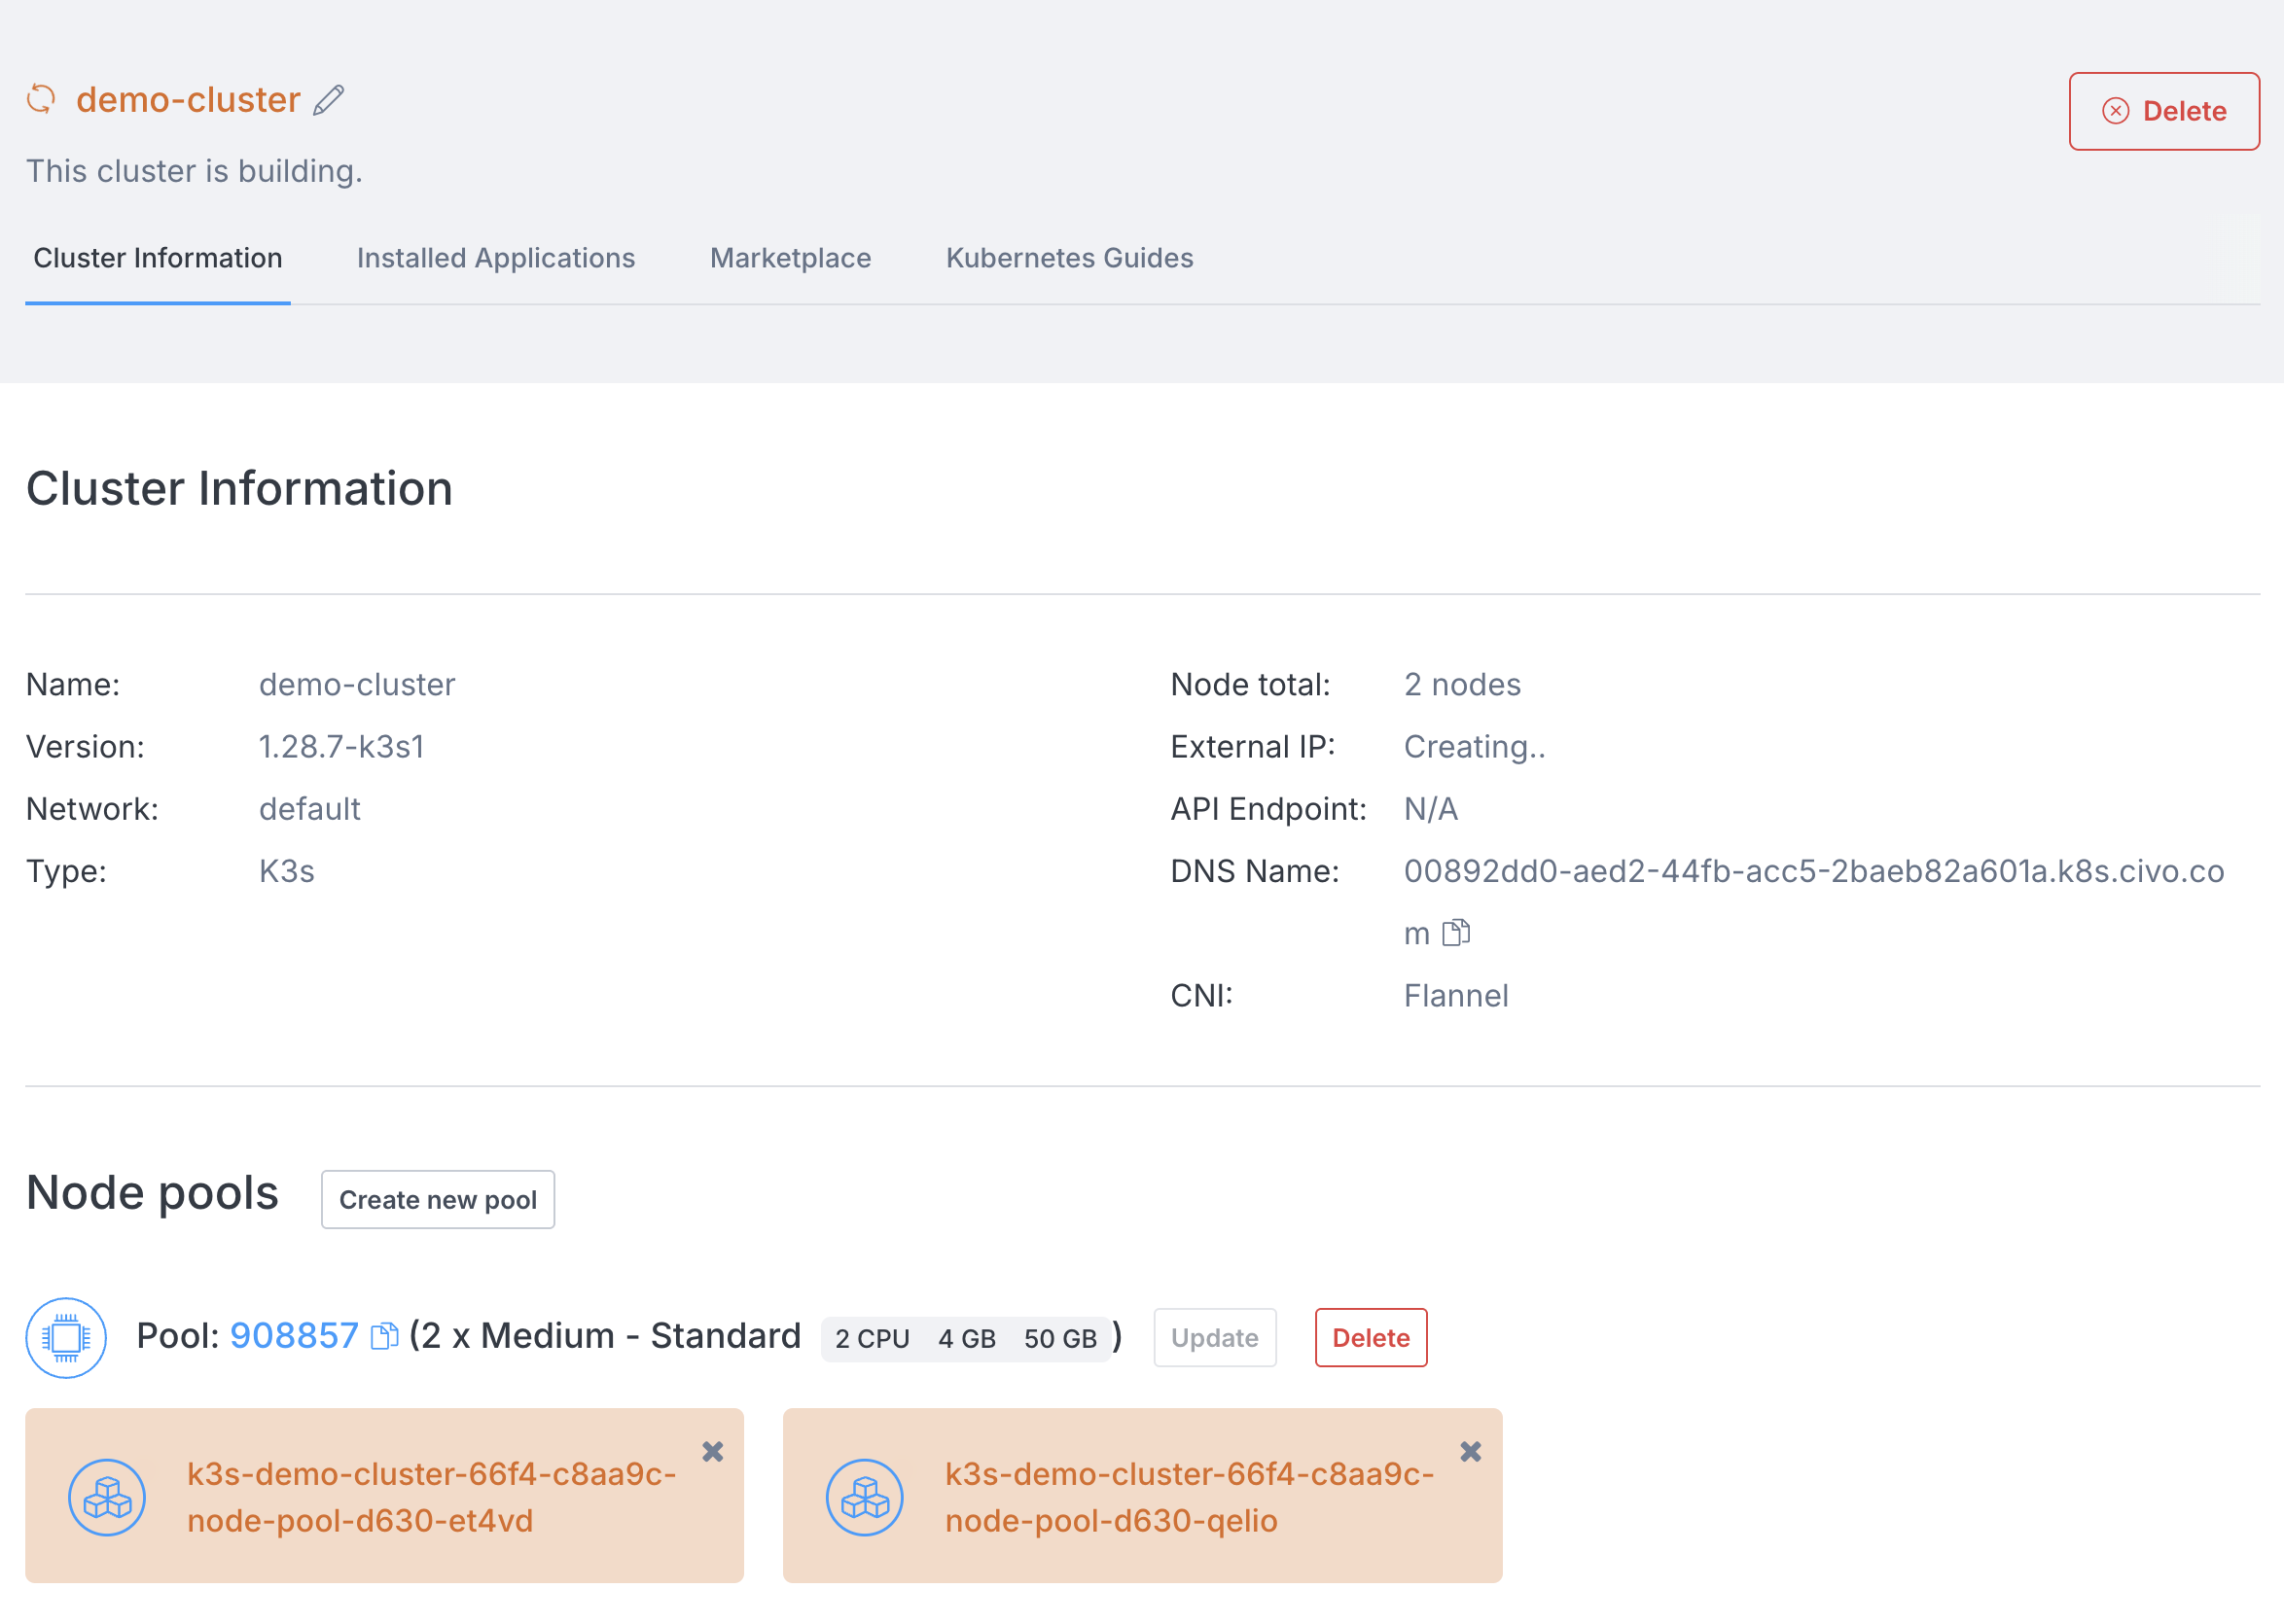 demo-cluster
Delete
This cluster is building.
Cluster Information
Installed Applications
Marketplace
Kubernetes Guides
Cluster Information
Name: demo-cluster
Version: 1.28.7-k3s1
Network: default
Type: K3s
Node total: 2 nodes
External IP: Creating..
API Endpoint: N/A
DNS Name: 00892dd0-aed2-44fb-acc5-2baeb82a601a.k8s.civo.co
m
CNI: Flannel
Node pools
Create new pool
Pool: 908857 (2 x Medium - Standard 2 CPU 4 GB 50 GB)
Update
Delete
k3s-demo-cluster-66f4-c8aa9c-
node-pool-d630-et4vd
k3s-demo-cluster-66f4-c8aa9c-
node-pool-d630-qelio